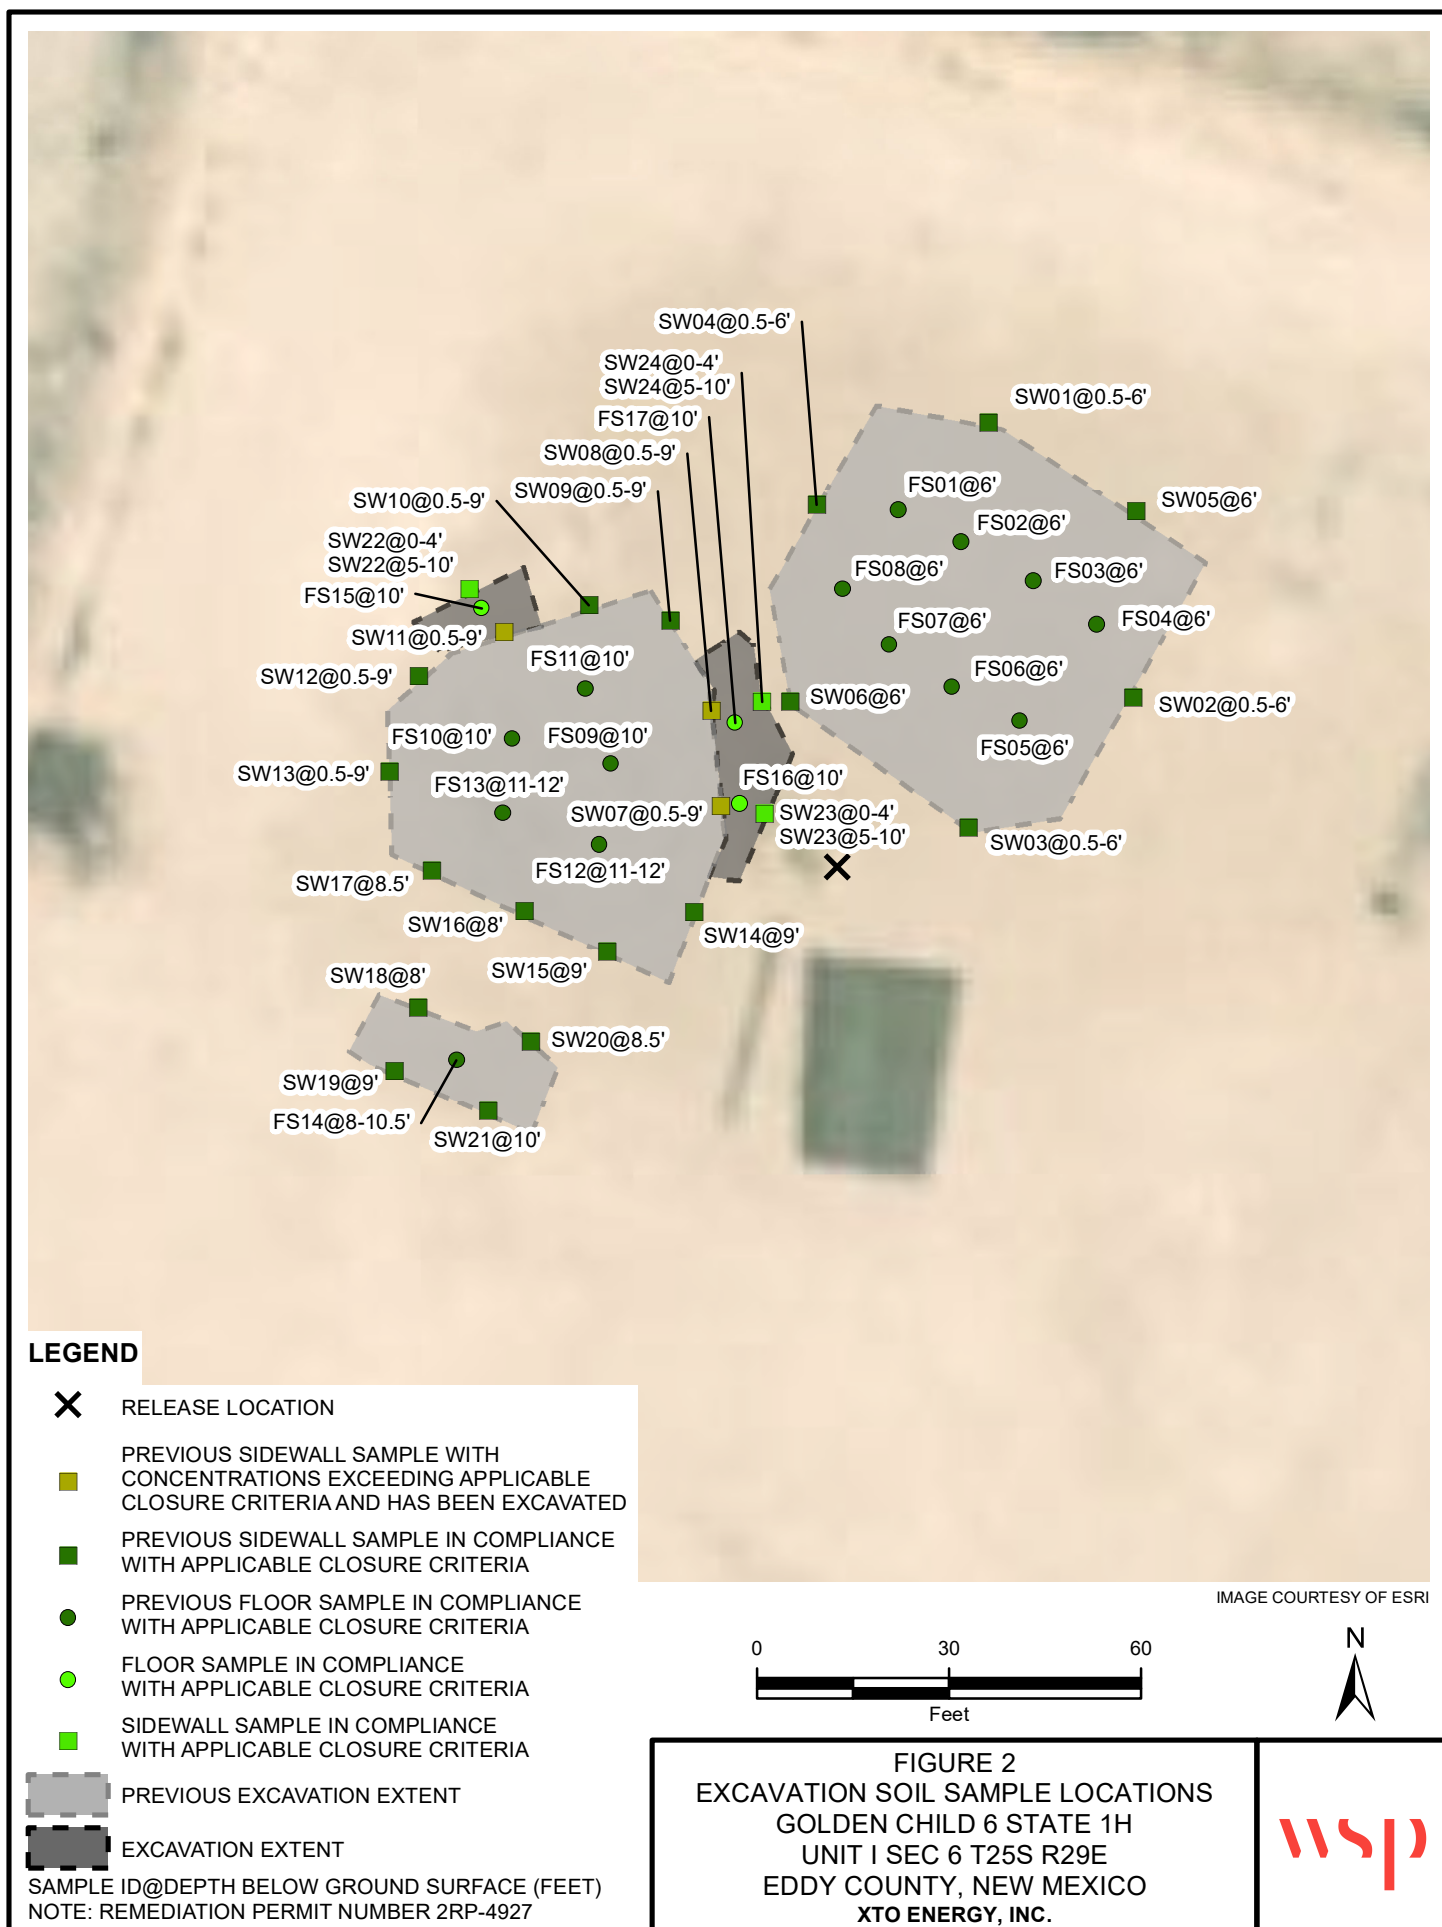 SW04@0.5-6'
SW24@0-4'
SW24@5-10'
FS17@10'
SW08@0.5-9'
SW09@0.5-9'
SW10@0.5-9'
SW22@0-4'
SW22@5-10'
FS15@10'
SW11@0.5-9'
SW12@0.5-9'
SW01@0.5-6'
SW05@6'
FS01@6'
FS02@6'
FS03@6'
FS08@6'
FS04@6'
FS07@6'
FS06@6'
SW06@6'
SW02@0.5-6'
FS05@6'
FS11@10'
FS10@10'
FS09@10'
SW13@0.5-9'
FS13@11-12'
FS16@10'
SW07@0.5-9'
SW23@0-4'
SW23@5-10'
SW03@0.5-6'
FS12@11-12'
SW17@8.5'
SW16@8'
SW14@9'
SW15@9'
SW18@8'
SW20@8.5'
SW19@9'
FS14@8-10.5'
SW21@10'
LEGEND
RELEASE LOCATION
PREVIOUS SIDEWALL SAMPLE WITH
CONCENTRATIONS EXCEEDING APPLICABLE
CLOSURE CRITERIA AND HAS BEEN EXCAVATED
PREVIOUS SIDEWALL SAMPLE IN COMPLIANCE
WITH APPLICABLE CLOSURE CRITERIA
PREVIOUS FLOOR SAMPLE IN COMPLIANCE
WITH APPLICABLE CLOSURE CRITERIA
FLOOR SAMPLE IN COMPLIANCE
WITH APPLICABLE CLOSURE CRITERIA
SIDEWALL SAMPLE IN COMPLIANCE
WITH APPLICABLE CLOSURE CRITERIA
PREVIOUS EXCAVATION EXTENT
EXCAVATION EXTENT
SAMPLE ID@DEPTH BELOW GROUND SURFACE (FEET)
NOTE: REMEDIATION PERMIT NUMBER 2RP-4927
IMAGE COURTESY OF ESRI
0 30 60
Feet
N
FIGURE 2
EXCAVATION SOIL SAMPLE LOCATIONS
GOLDEN CHILD 6 STATE 1H
UNIT I SEC 6 T25S R29E
EDDY COUNTY, NEW MEXICO
XTO ENERGY, INC.
wsp